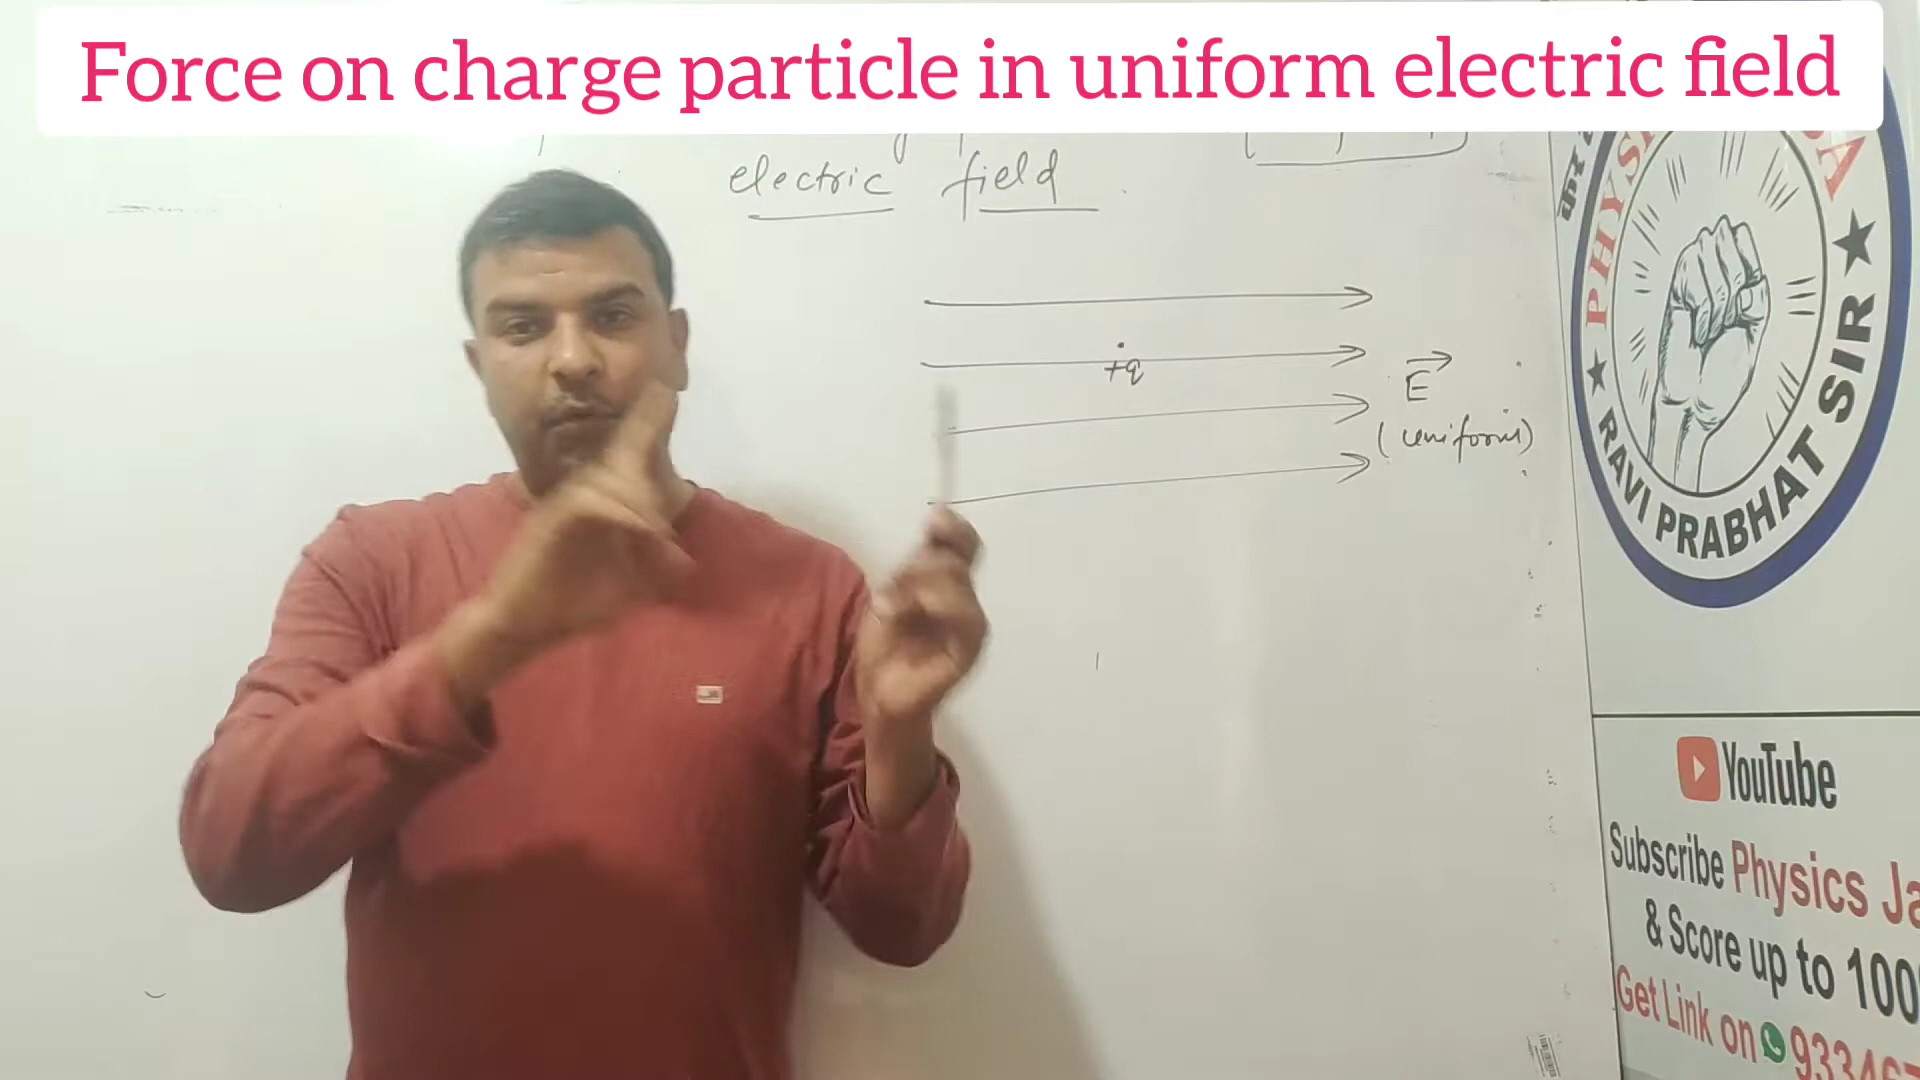 Force on charge particle in uniform electric field
electric field
+q
E
(uniform)
RAVI PRABHAT SIR
YouTube
Subscribe Physics Ja
& Score up to 100
Get Link on